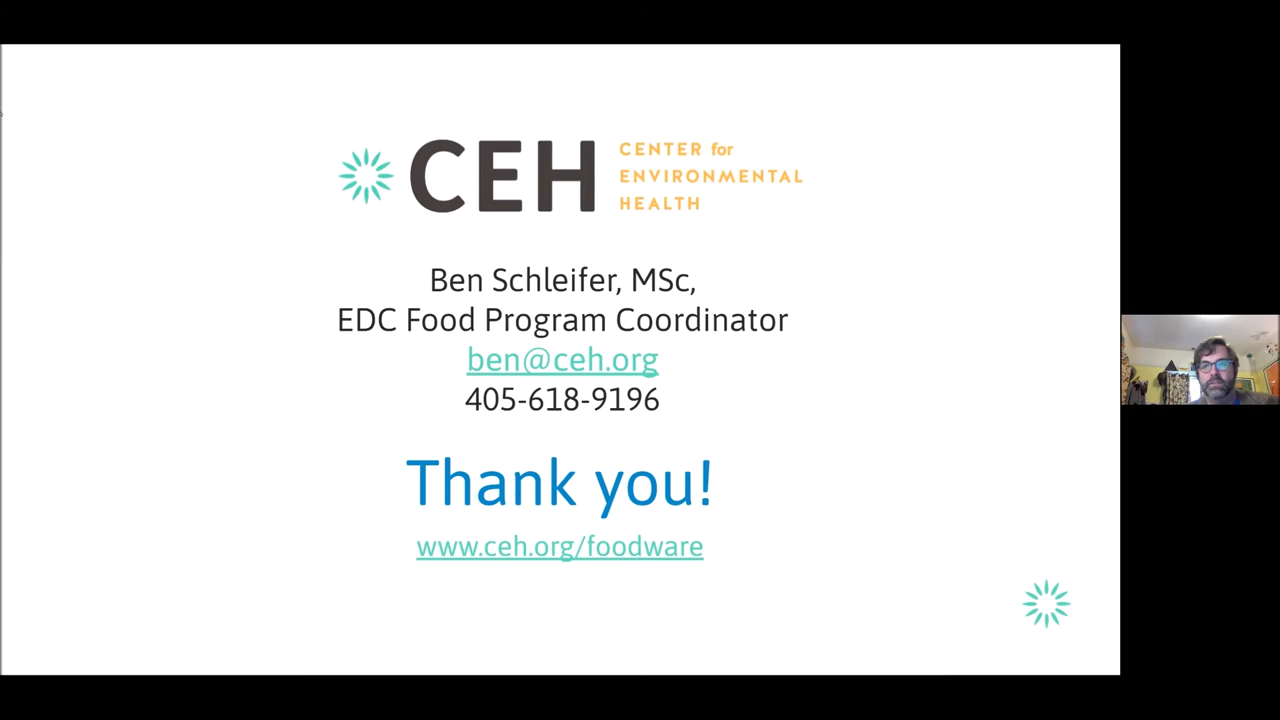 CEH
CENTER for
ENVIRONMENTAL
HEALTH
Ben Schleifer, MSc,
EDC Food Program Coordinator
ben@ceh.org
405-618-9196
Thank you!
www.ceh.org/foodware